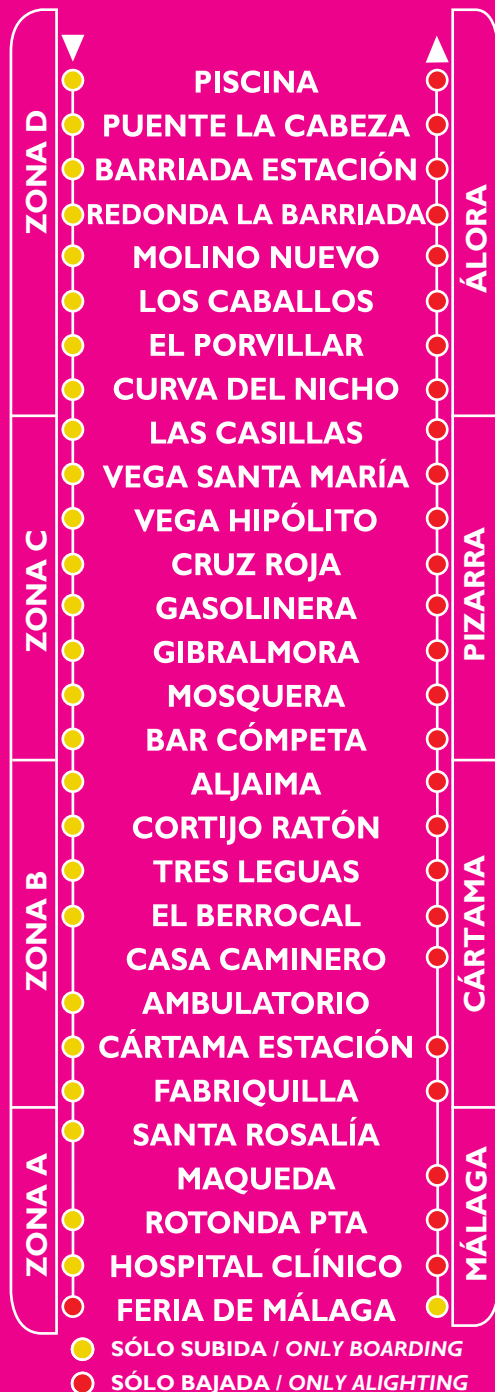 ZONA D
ÁLORA
PISCINA
PUENTE LA CABEZA
BARRIADA ESTACIÓN
REDONDA LA BARRIADA
MOLINO NUEVO
LOS CABALLOS
EL PORVILLAR
CURVA DEL NICHO
ZONA C
PIZARRA
LAS CASILLAS
VEGA SANTA MARÍA
VEGA HIPÓLITO
CRUZ ROJA
GASOLINERA
GIBRALMORA
MOSQUERA
BAR CÓMPETA
ZONA B
CÁRTAMA
ALJAIMA
CORTIJO RATÓN
TRES LEGUAS
EL BERROCAL
CASA CAMINERO
AMBULATORIO
CÁRTAMA ESTACIÓN
FABRIQUILLA
ZONA A
MÁLAGA
SANTA ROSALÍA
MAQUEDA
ROTONDA PTA
HOSPITAL CLÍNICO
FERIA DE MÁLAGA
SÓLO SUBIDA / ONLY BOARDING
SÓLO BAJADA / ONLY ALIGHTING